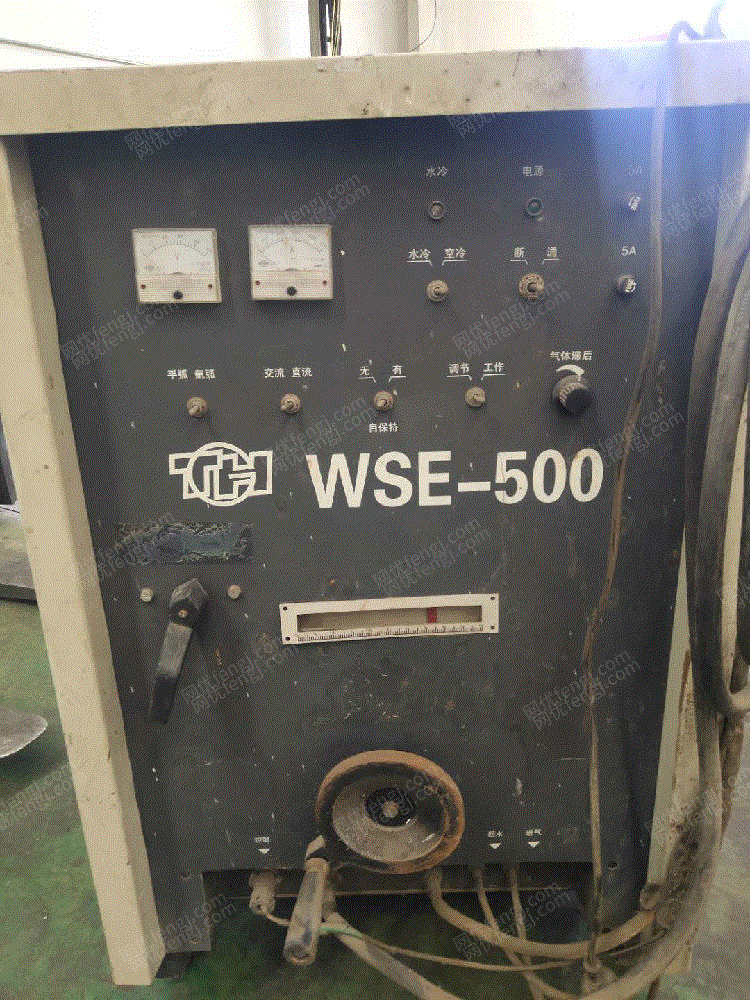 水冷 电源 5A
水冷 空冷 断 通 5A
手弧 氩弧 交流 直流 无 有 调节 工作 气体滞后
自保持
WSE-500